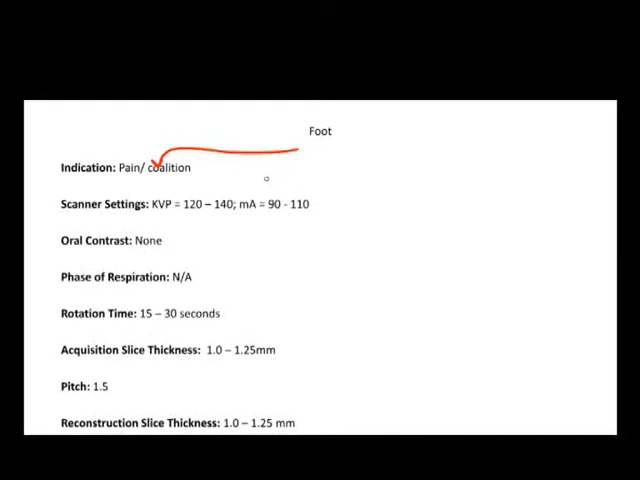 Foot
Indication: Pain/ coalition
Scanner Settings: KVP = 120 – 140; mA = 90 - 110
Oral Contrast: None
Phase of Respiration: N/A
Rotation Time: 15 – 30 seconds
Acquisition Slice Thickness: 1.0 – 1.25mm
Pitch: 1.5
Reconstruction Slice Thickness: 1.0 – 1.25 mm